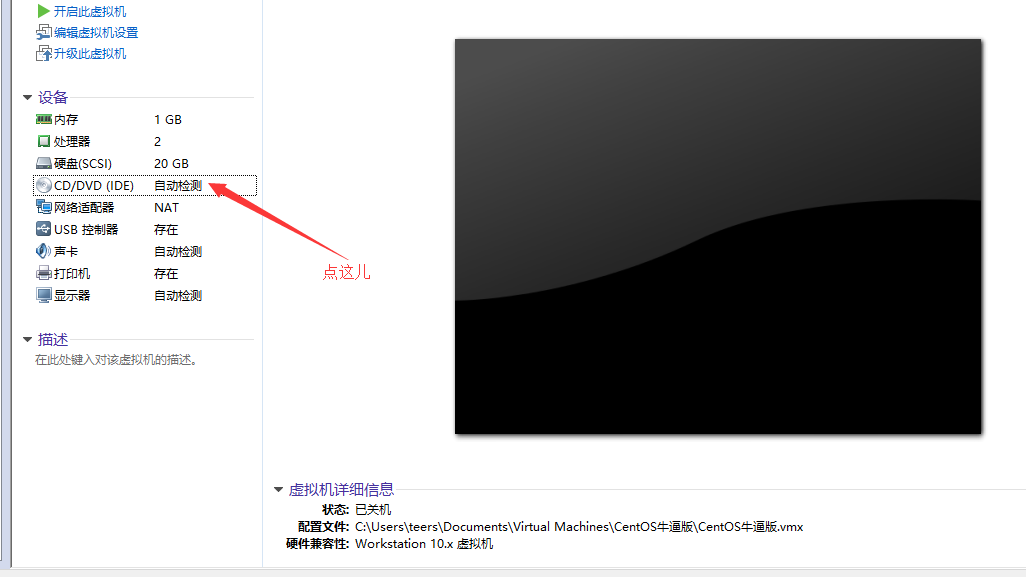 开启此虚拟机
编辑虚拟机设置
升级此虚拟机
设备
内存 1 GB
处理器 2
硬盘(SCSI) 20 GB
CD/DVD (IDE) 自动检测
网络适配器 NAT
USB 控制器 存在
声卡 自动检测
打印机 存在
显示器 自动检测
点这儿
描述
在此处键入对该虚拟机的描述。
虚拟机详细信息
状态: 已关机
配置文件: C:\Users\teers\Documents\Virtual Machines\CentOS牛逼版\CentOS牛逼版.vmx
硬件兼容性: Workstation 10.x 虚拟机